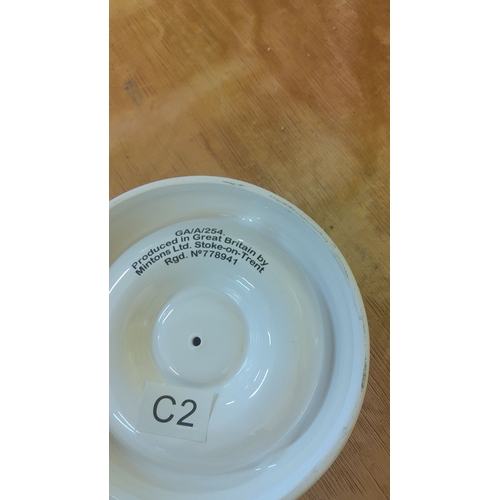 GA/A/254.
Produced in Great Britain by
Mintons Ltd. Stoke-on-Trent
Rgd. Nº778941
C2